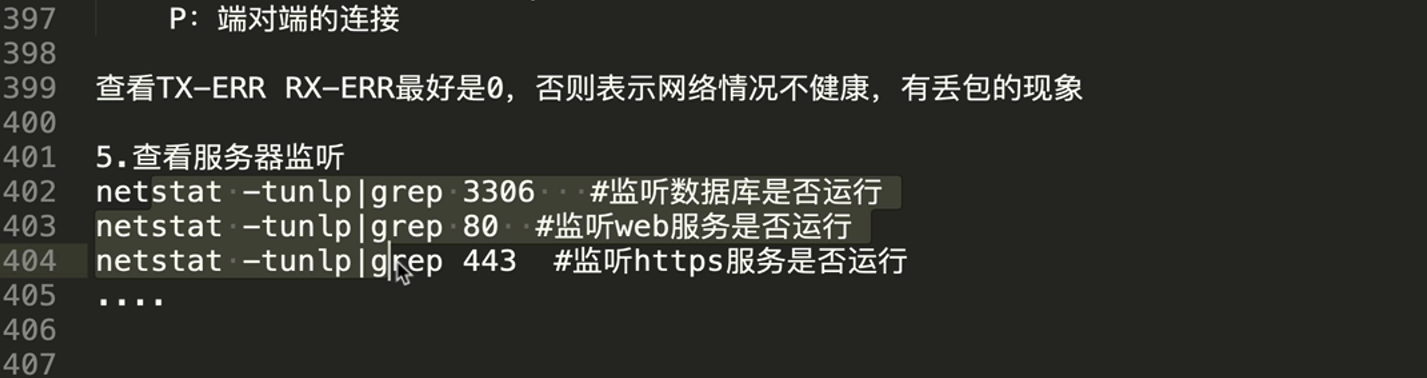 397 P: 端对端的连接
398
399 查看TX-ERR RX-ERR最好是0，否则表示网络情况不健康，有丢包的现象
400
401 5.查看服务器监听
402 netstat -tunlp|grep 3306   #监听数据库是否运行
403 netstat -tunlp|grep 80  #监听web服务是否运行
404 netstat -tunlp|grep 443  #监听https服务是否运行
405 ....
406
407